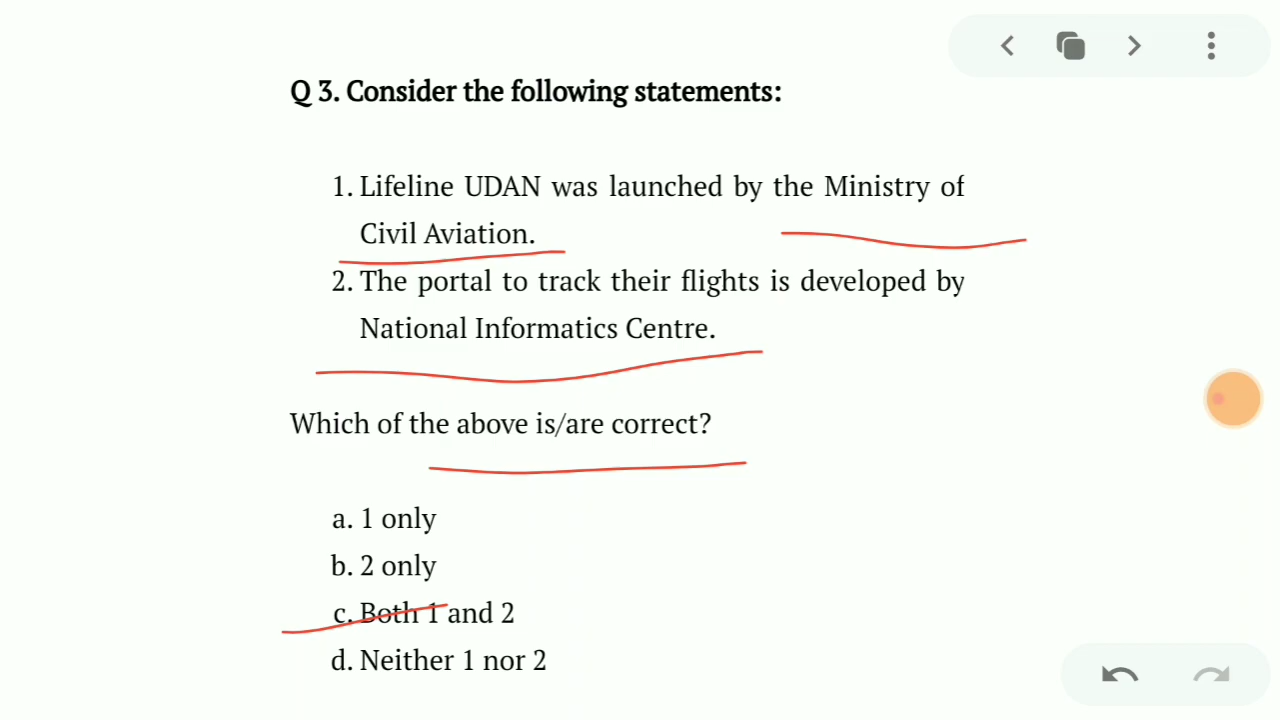 Q 3. Consider the following statements:
1. Lifeline UDAN was launched by the Ministry of
Civil Aviation.
2. The portal to track their flights is developed by
National Informatics Centre.
Which of the above is/are correct?
a. 1 only
b. 2 only
c. Both 1 and 2
d. Neither 1 nor 2